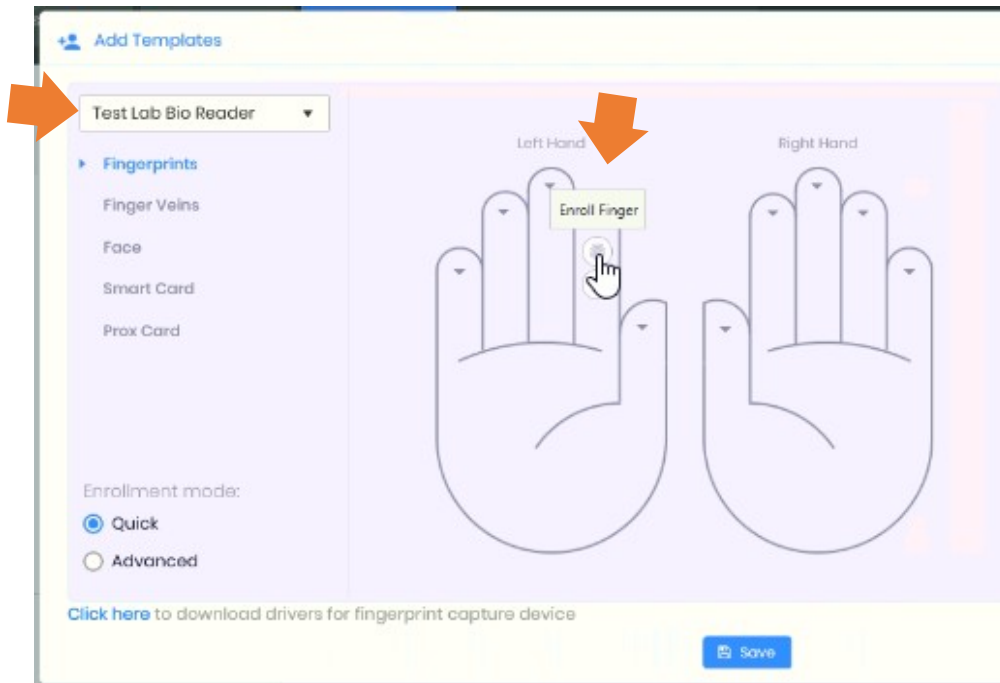 Add Templates
Test Lab Bio Reader
Fingerprints
Finger Veins
Face
Smart Card
Prox Card
Left Hand
Right Hand
Enroll Finger
Enrollment mode:
Quick
Advanced
Click here to download drivers for fingerprint capture device
Save